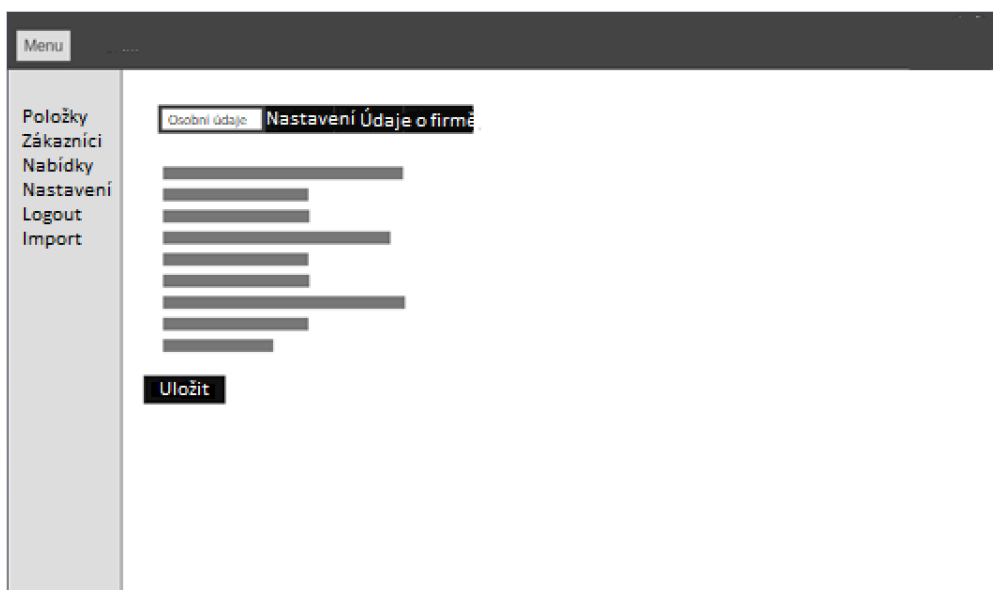 Menu
Položky
Zákazníci
Nabídky
Nastavení
Logout
Import
Osobní údaje Nastavení Údaje o firmě
Uložit